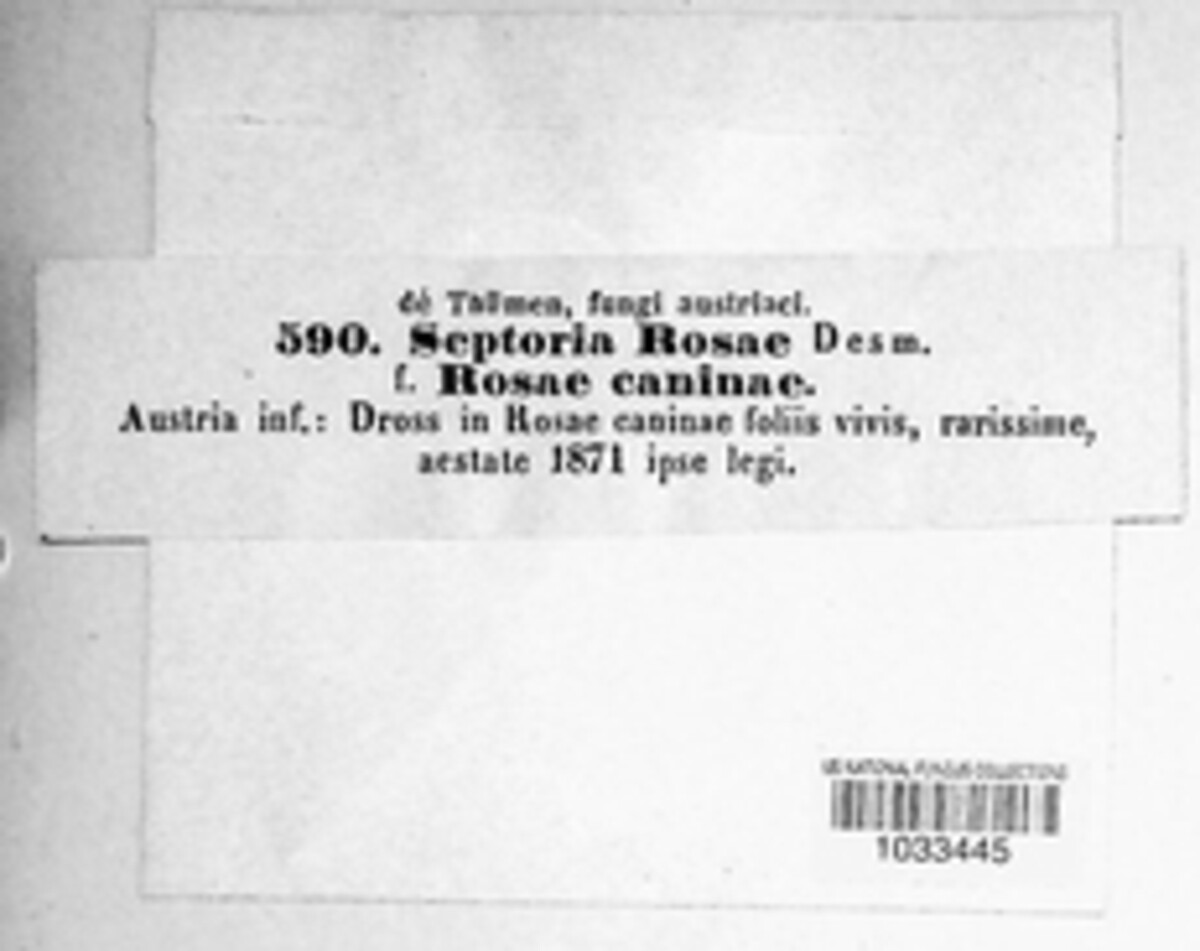 dè Thümen, fungi austriaci.
590. Septoria Rosae Desm.
f. Rosae caninae.
Austria inf.: Dross in Rosae caninae foliis vivis, rarissime,
aestate 1871 ipse legi.
US NATIONAL FUNGUS COLLECTIONS
1033445